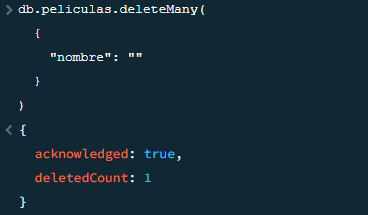 > db.peliculas.deleteMany(
{
"nombre": ""
}
)
< {
acknowledged: true,
deletedCount: 1
}